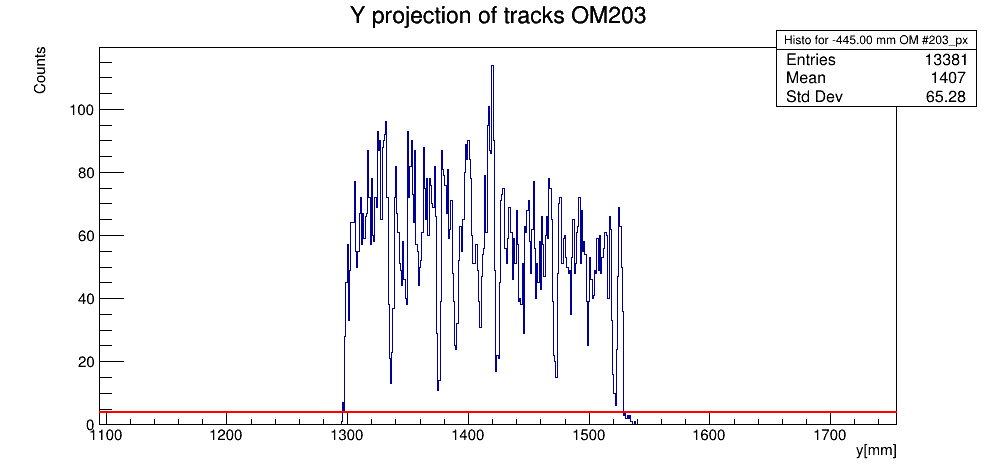 Y projection of tracks OM203
Histo for -445.00 mm OM #203_px
Entries 13381
Mean 1407
Std Dev 65.28
Counts
100
80
60
40
20
0
1100 1200 1300 1400 1500 1600 1700
y[mm]